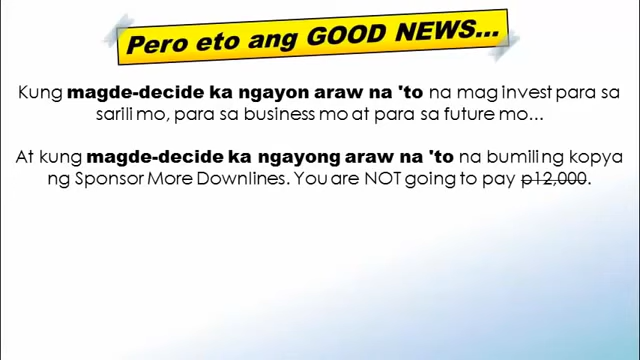 Pero eto ang GOOD NEWS...
Kung magde-decide ka ngayon araw na 'to na mag invest para sa
sarili mo, para sa business mo at para sa future mo...
At kung magde-decide ka ngayong araw na 'to na bumiling kopya
ng Sponsor More Downlines. You are NOT going to pay p12,000.